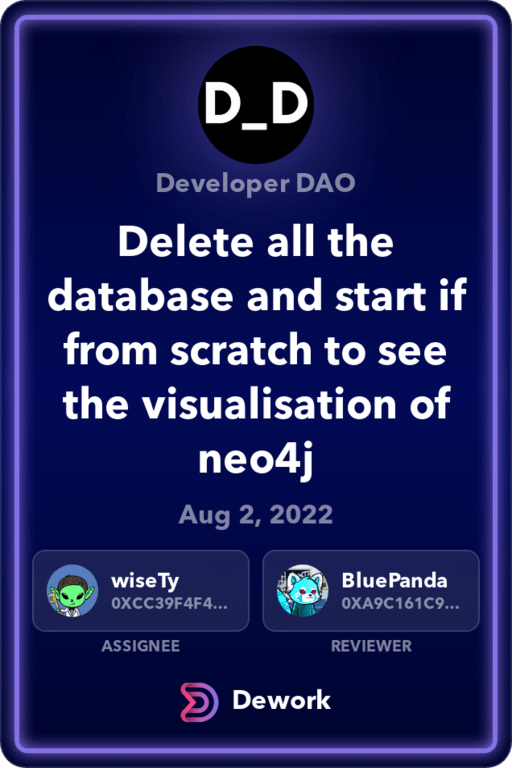 D_D
Developer DAO
Delete all the
database and start if
from scratch to see
the visualisation of
neo4j
Aug 2, 2022
wiseTy
0XCC39F4F4...
ASSIGNEE
BluePanda
0XA9C161C9...
REVIEWER
Dework